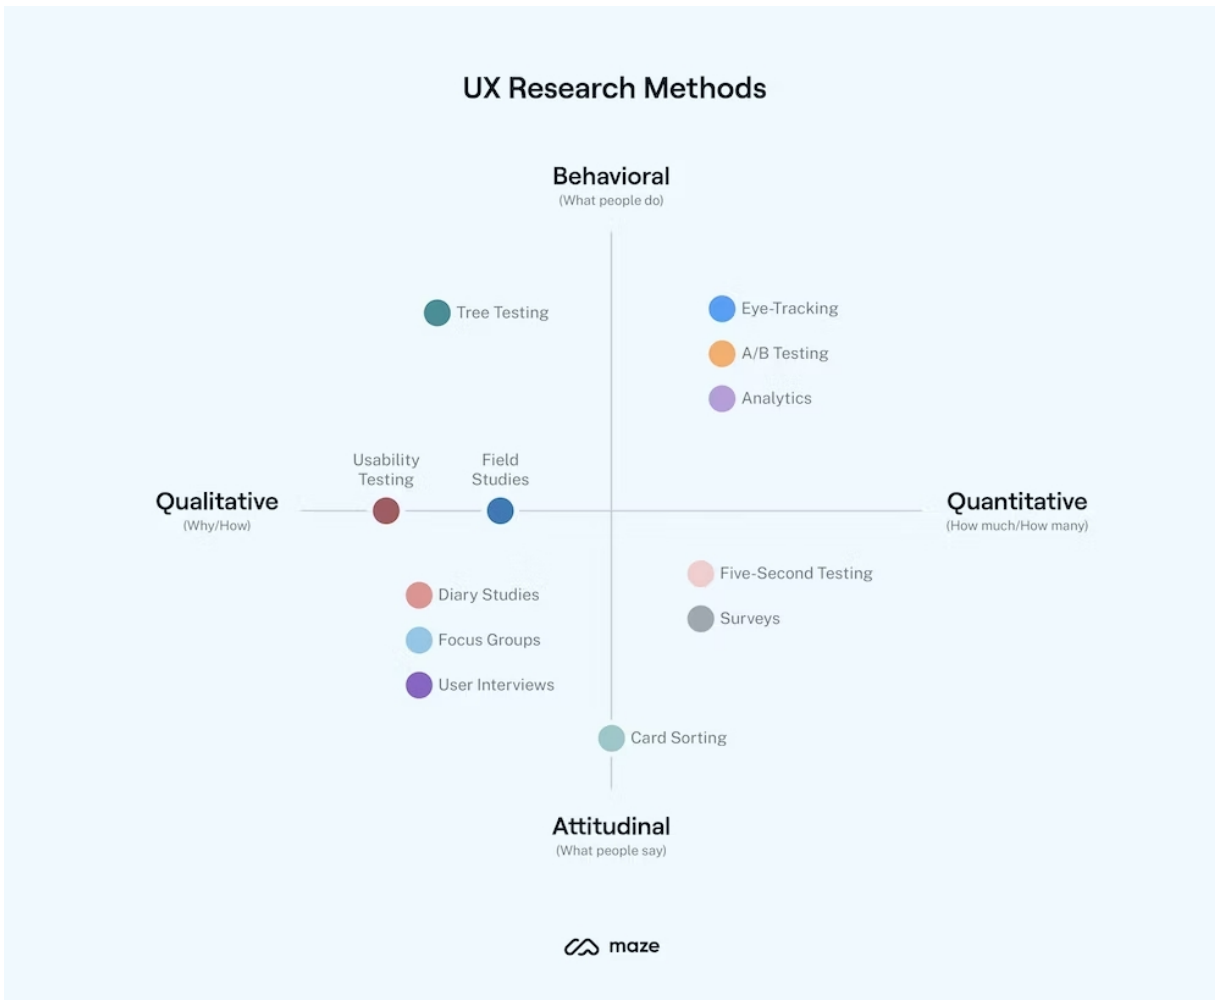 UX Research Methods
Behavioral
(What people do)
Tree Testing
Eye-Tracking
A/B Testing
Analytics
Usability
Testing
Field
Studies
Qualitative
(Why/How)
Quantitative
(How much/How many)
Five-Second Testing
Diary Studies
Surveys
Focus Groups
User Interviews
Card Sorting
Attitudinal
(What people say)
maze